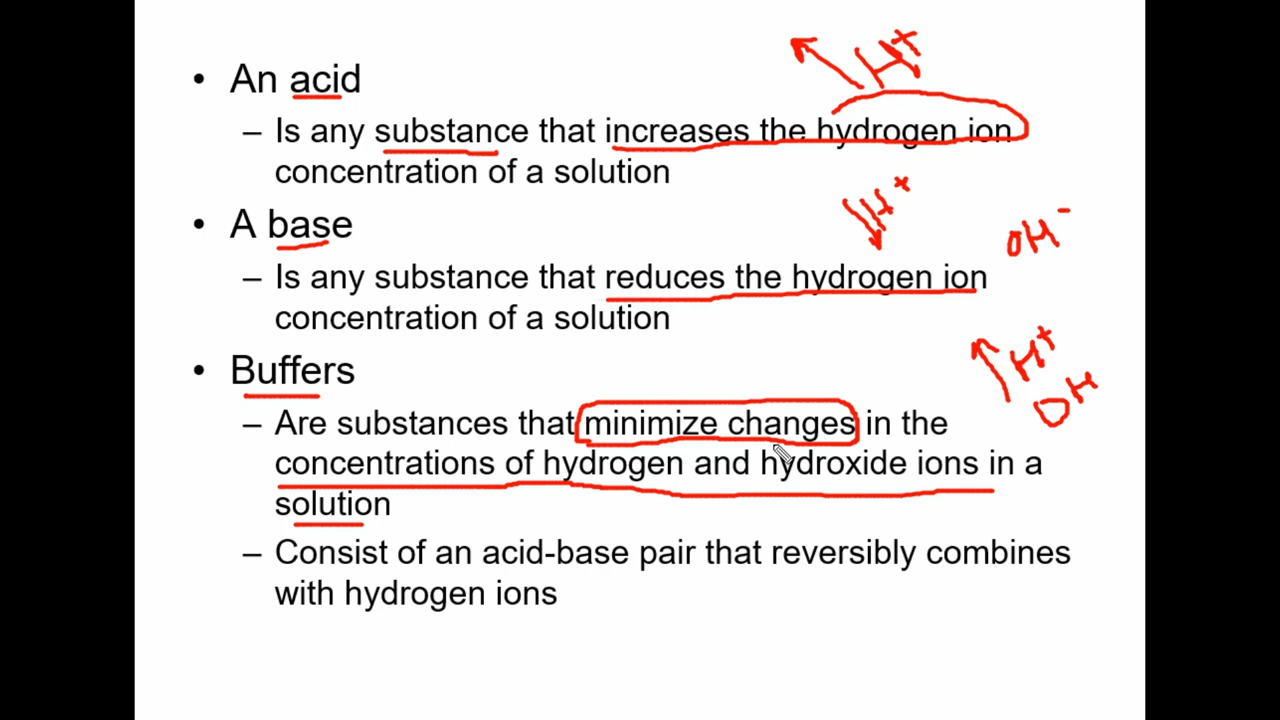 • An acid
H+
– Is any substance that increases the hydrogen ion
concentration of a solution
• A base
H+
OH-
– Is any substance that reduces the hydrogen ion
concentration of a solution
• Buffers
H+
OH
– Are substances that minimize changes in the
concentrations of hydrogen and hydroxide ions in a
solution
– Consist of an acid-base pair that reversibly combines
with hydrogen ions